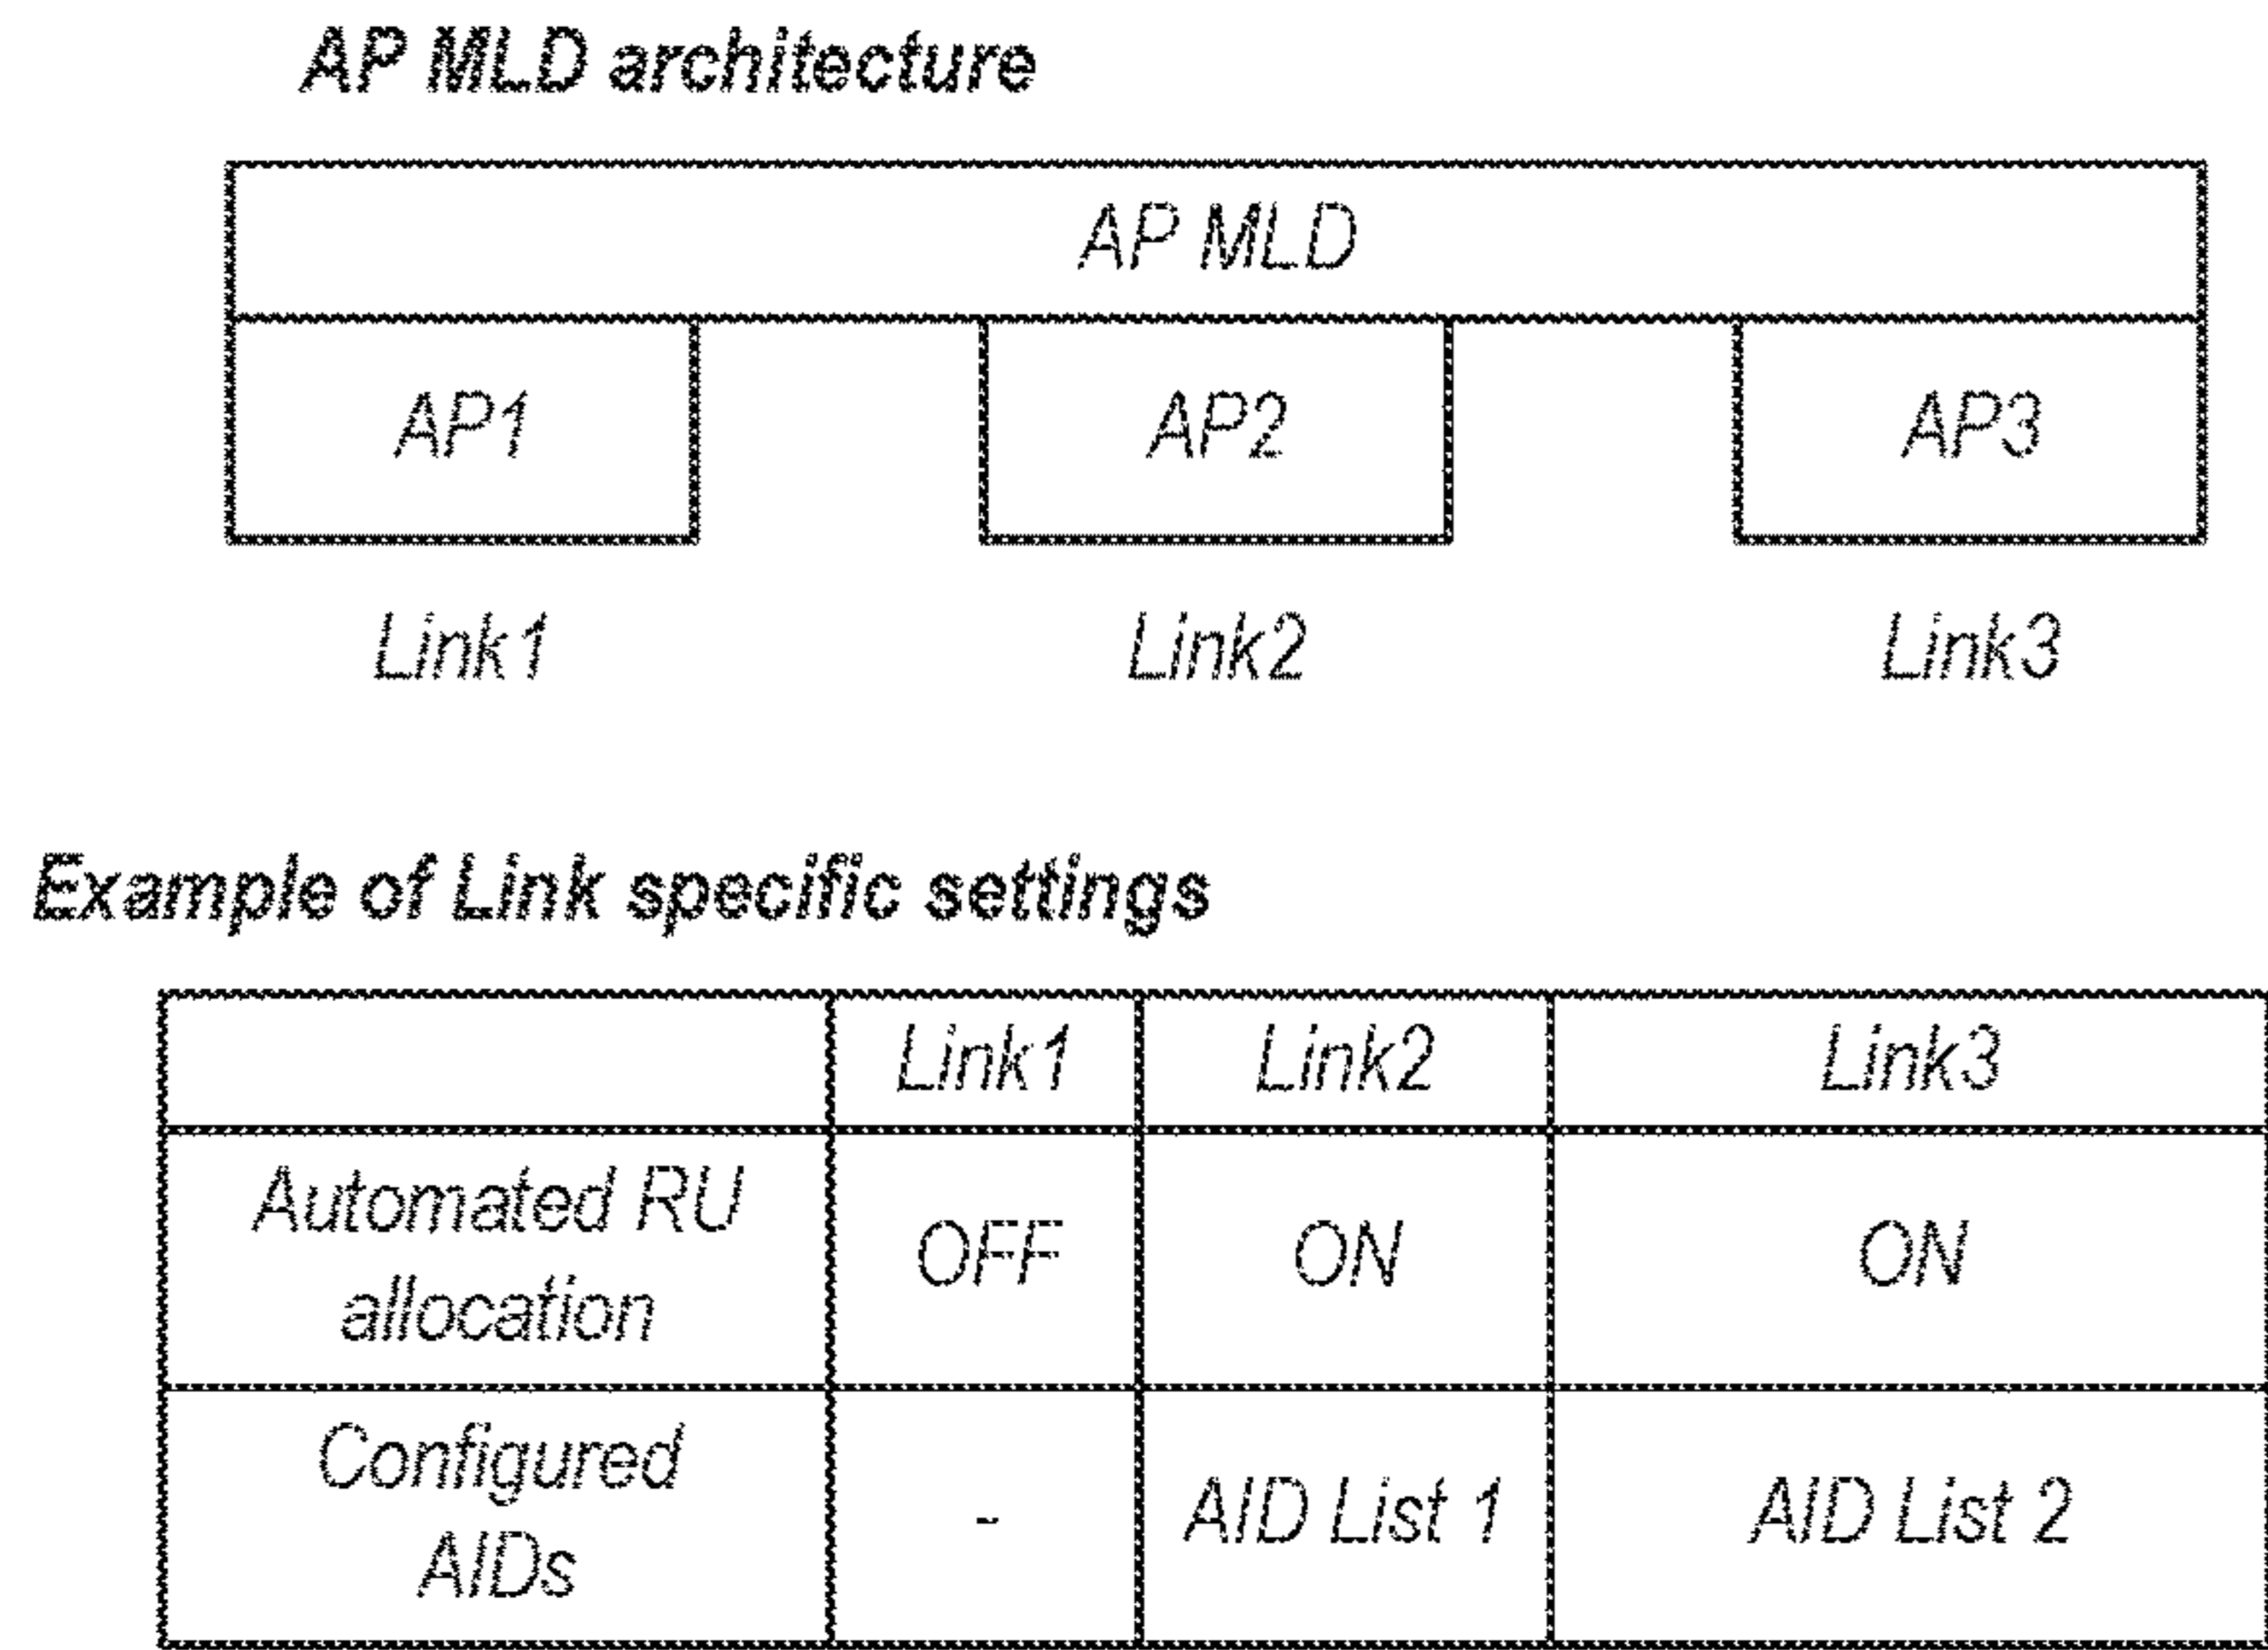 AP MLD architecture
AP MLD
AP1 AP2 AP3
Link1 Link2 Link3
Example of Link specific settings
Link1 Link2 Link3
Automated RU
allocation
OFF ON ON
Configured
AIDs
- AID List 1 AID List 2